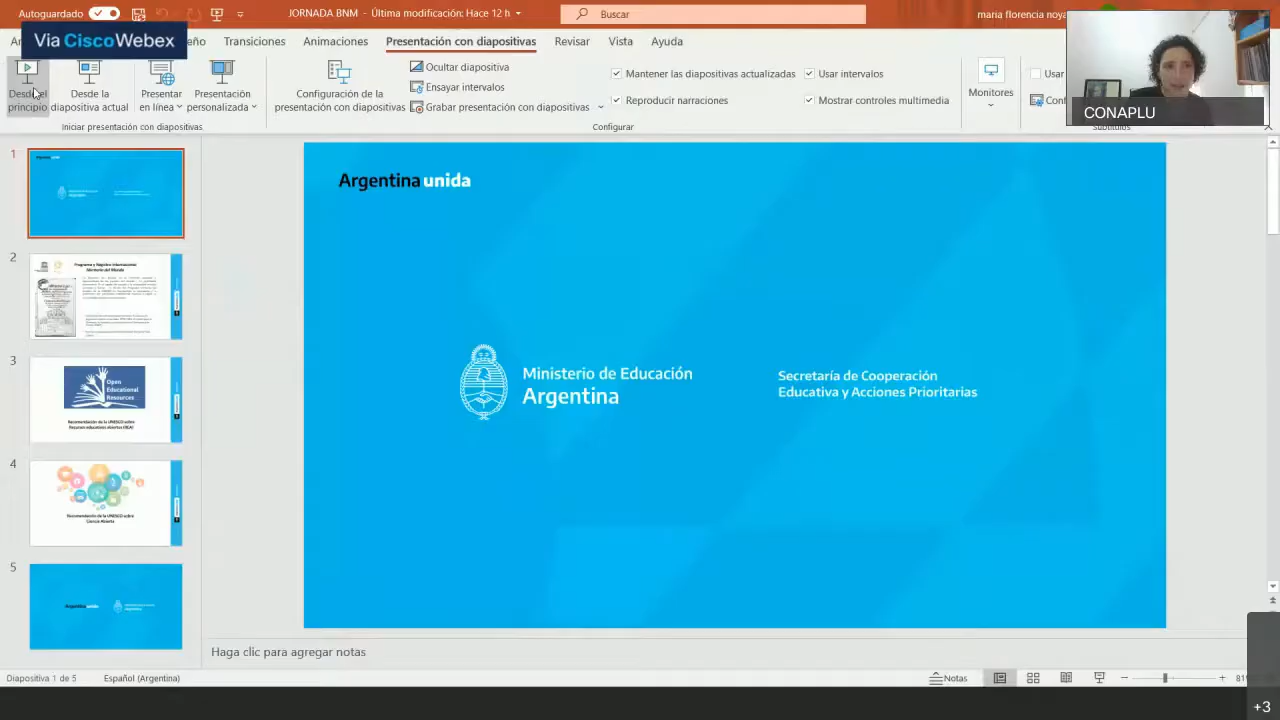 Autoguardado
JORNADA BNM - Última modificación: Hace 12 h
Buscar
maria florencia noya
Via Cisco Webex
Transiciones
Animaciones
Presentación con diapositivas
Revisar
Vista
Ayuda
Desde el principio
Desde la diapositiva actual
Presentar en línea
Presentación personalizada
Iniciar presentación con diapositivas
Configuración de la presentación con diapositivas
Ocultar diapositiva
Ensayar intervalos
Grabar presentación con diapositivas
Mantener las diapositivas actualizadas
Reproducir narraciones
Usar intervalos
Mostrar controles multimedia
Configurar
Monitores
Usar
CONAPLU
Subtítulos
1
2
Programa y Registro Internacional
Memoria del Mundo
3
Open
Educational
Resources
Recomendación de la UNESCO sobre
Recursos educativos abiertos (REA)
4
Recomendación de la UNESCO sobre
Ciencia Abierta
5
Argentina unida
Ministerio de Educación
Argentina
Secretaría de Cooperación
Educativa y Acciones Prioritarias
Haga clic para agregar notas
Diapositiva 1 de 5
Español (Argentina)
Notas
+3